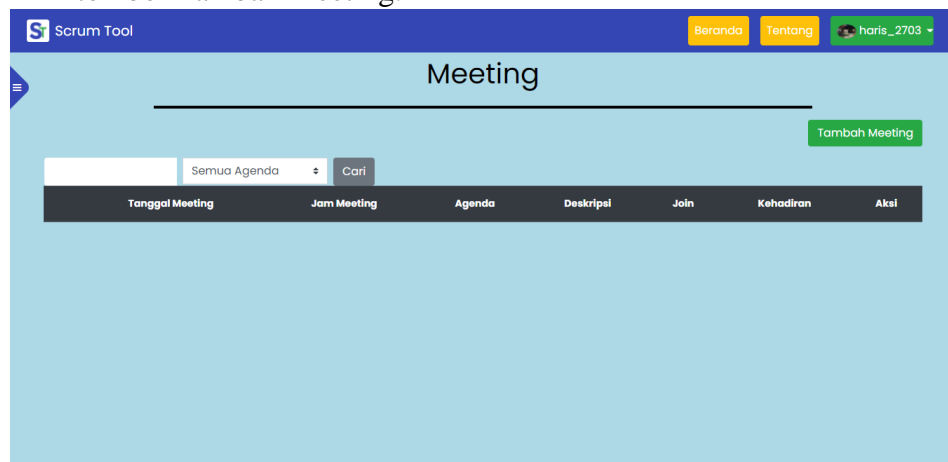 Scrum Tool Beranda Tentang haris_2703
Meeting
Tambah Meeting
Semua Agenda Cari
Tanggal Meeting Jam Meeting Agenda Deskripsi Join Kehadiran Aksi